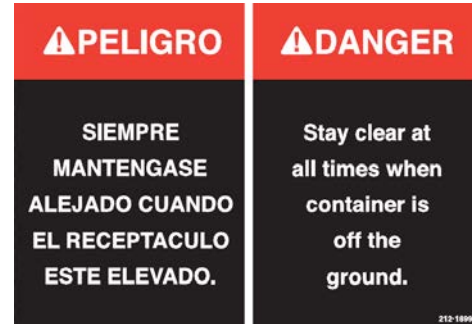 PELIGRO
SIEMPRE
MANTENGASE
ALEJADO CUANDO
EL RECEPTACULO
ESTE ELEVADO.
DANGER
Stay clear at
all times when
container is
off the
ground.
212-1899